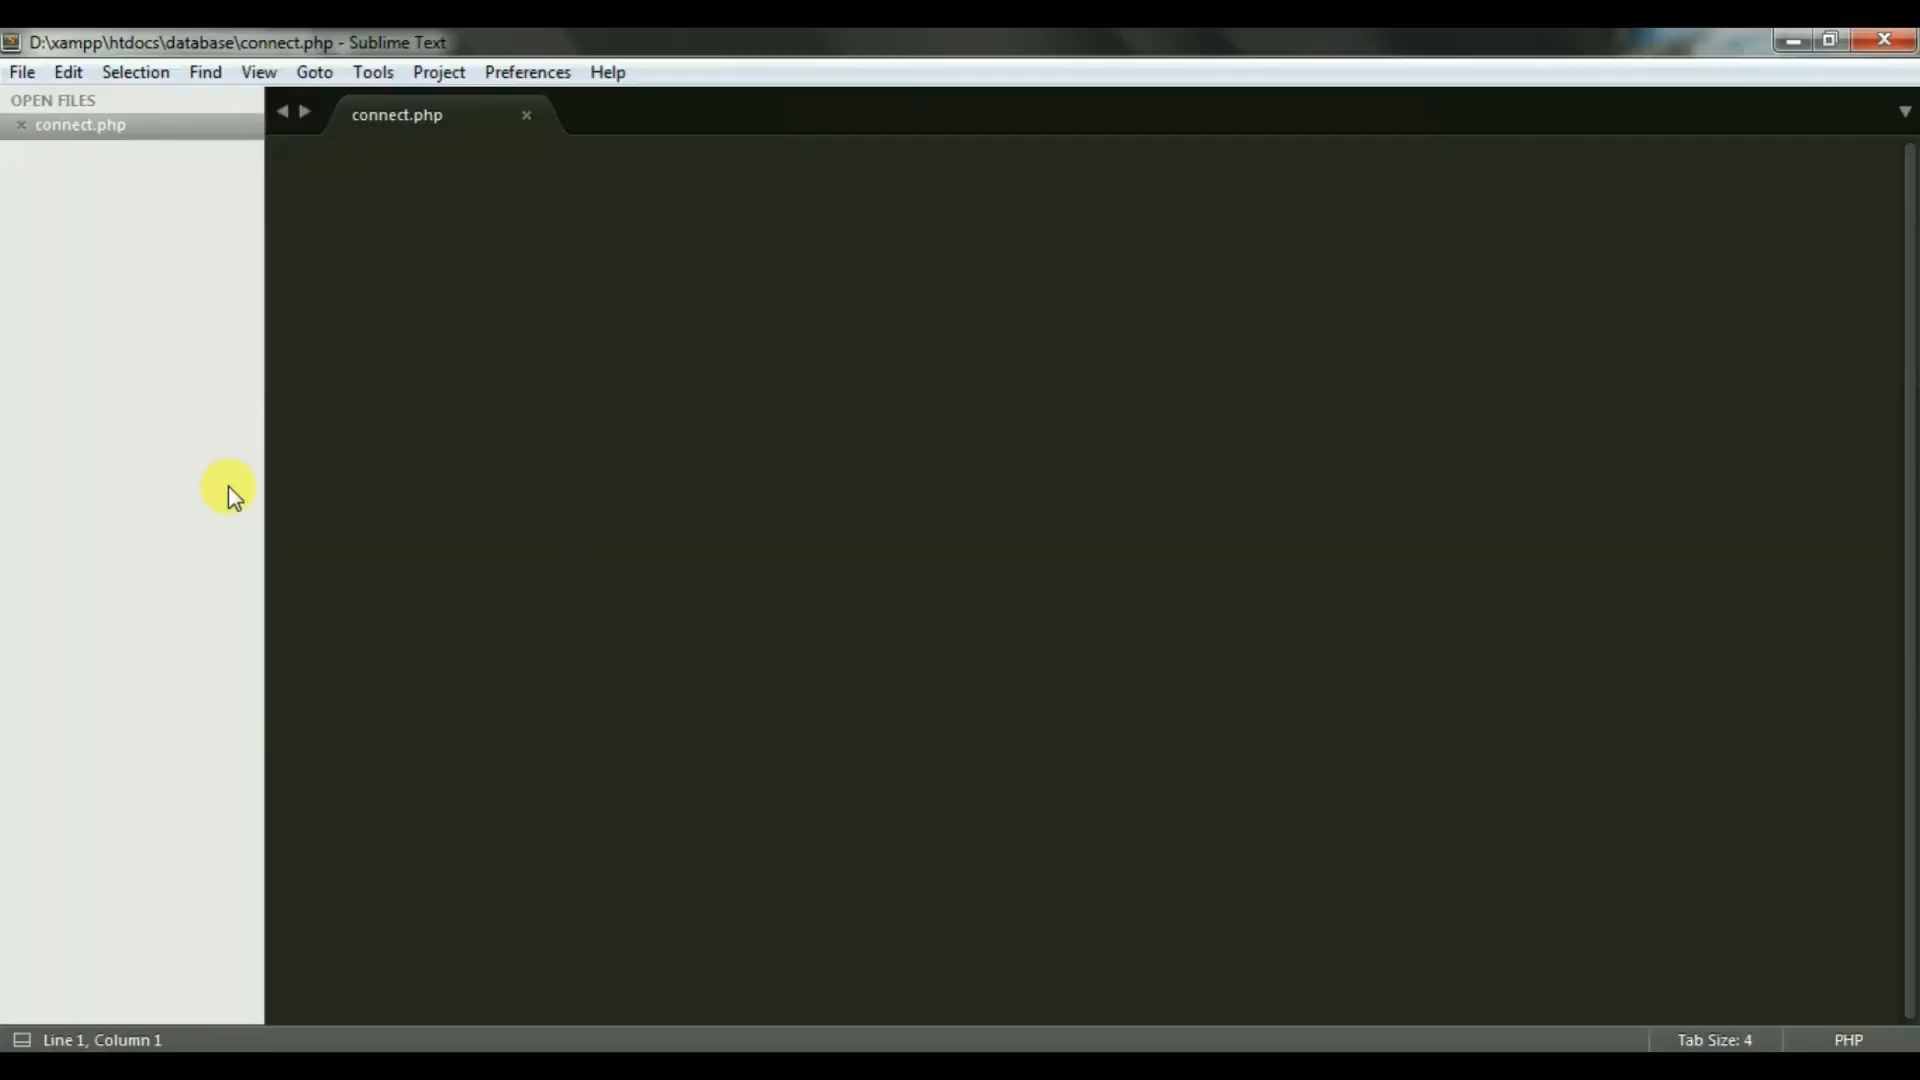 D:\xampp\htdocs\database\connect.php - Sublime Text
File Edit Selection Find View Goto Tools Project Preferences Help
OPEN FILES
connect.php
connect.php
Line 1, Column 1
Tab Size: 4
PHP